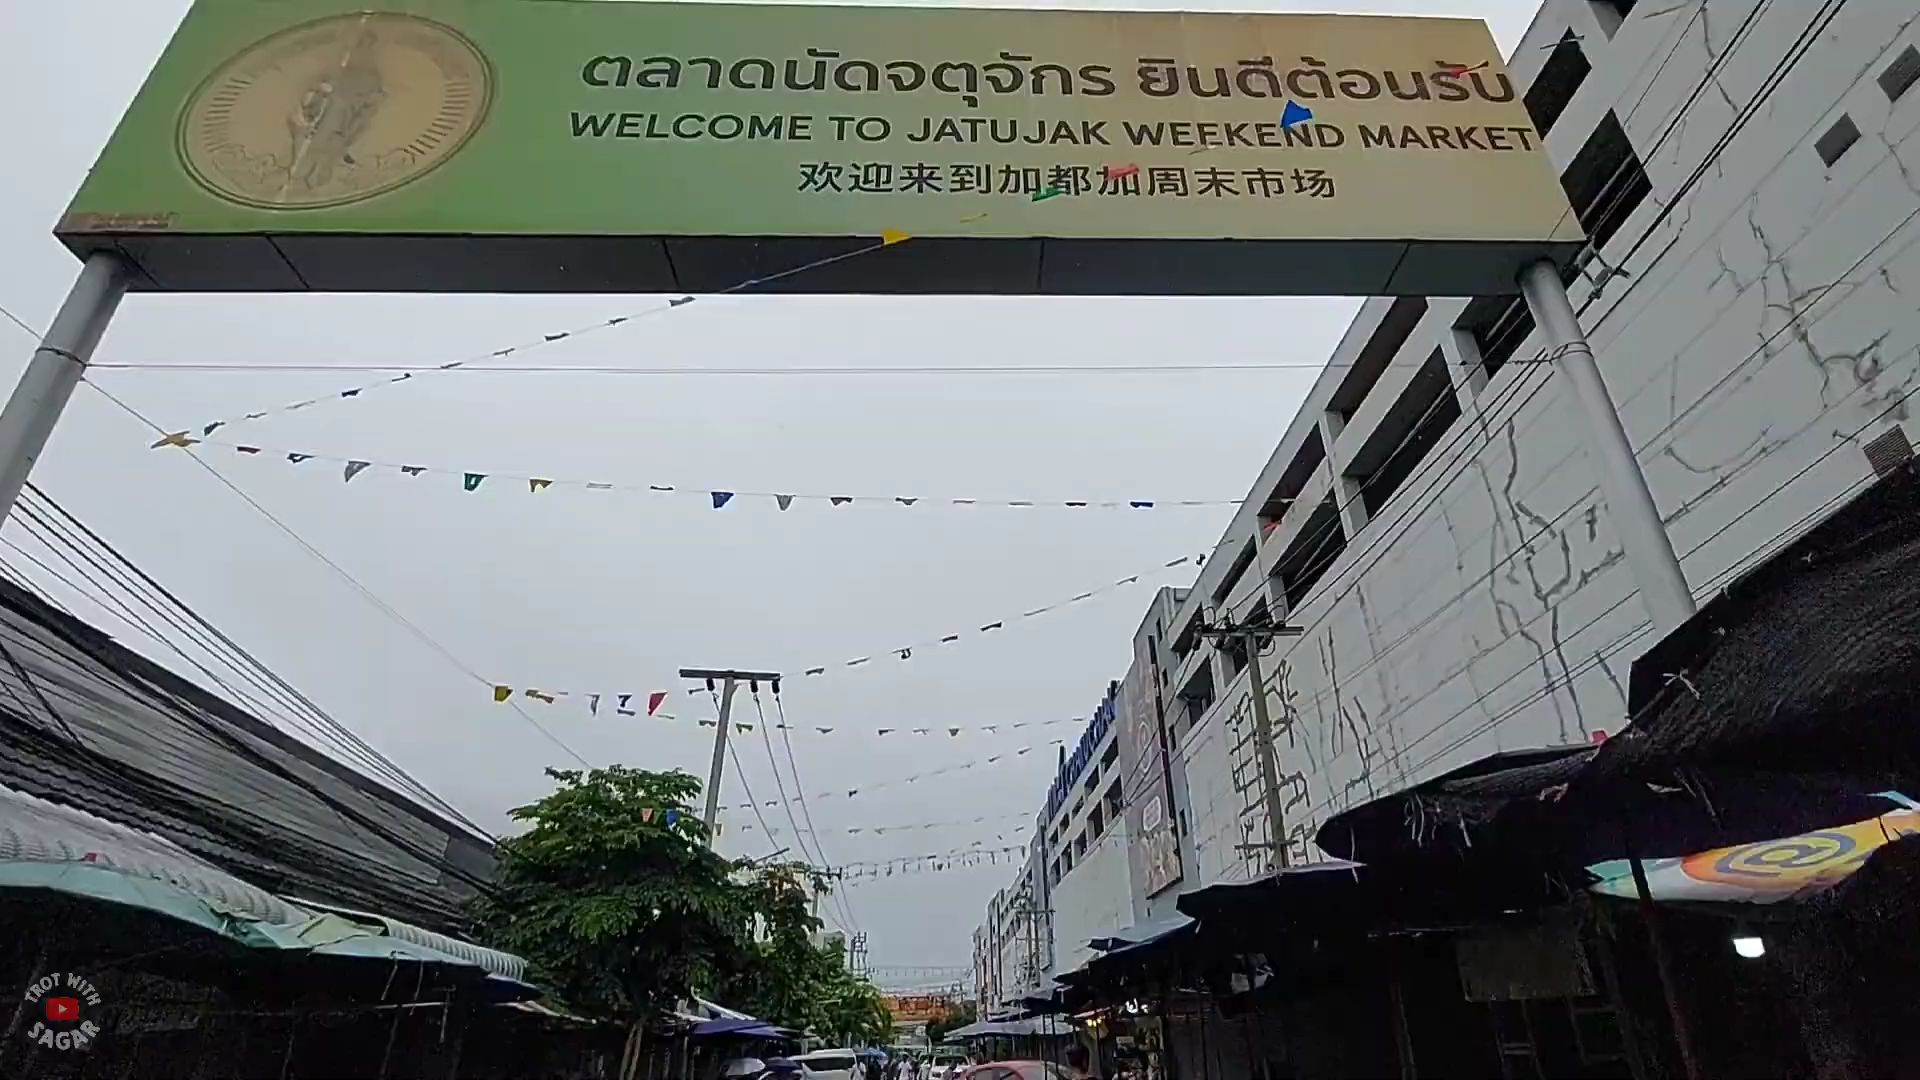 ตลาดนัดจตุจักร ยินดีต้อนรับ
WELCOME TO JATUJAK WEEKEND MARKET
欢迎来到加都加周末市场
@
TROT WITH
SAGAR